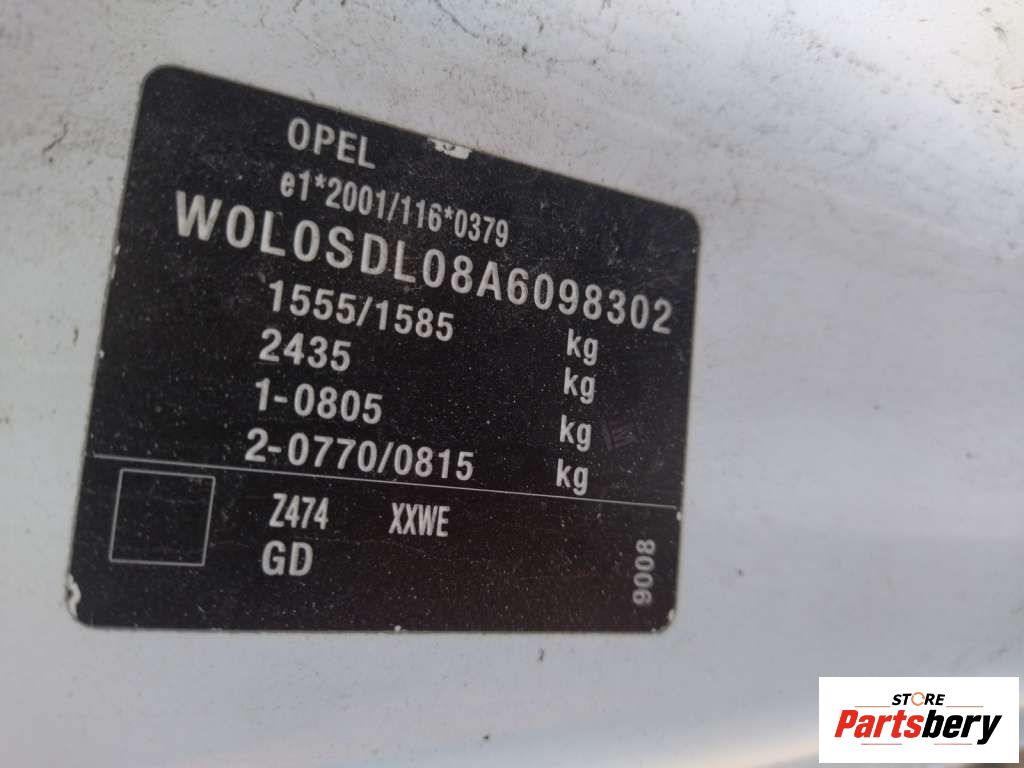 OPEL
e1*2001/116*0379
W0L0SDL08A6098302
1555/1585 kg
2435 kg
1-0805 kg
2-0770/0815 kg
Z474 XXWE
GD
9008
STORE
Partsbery